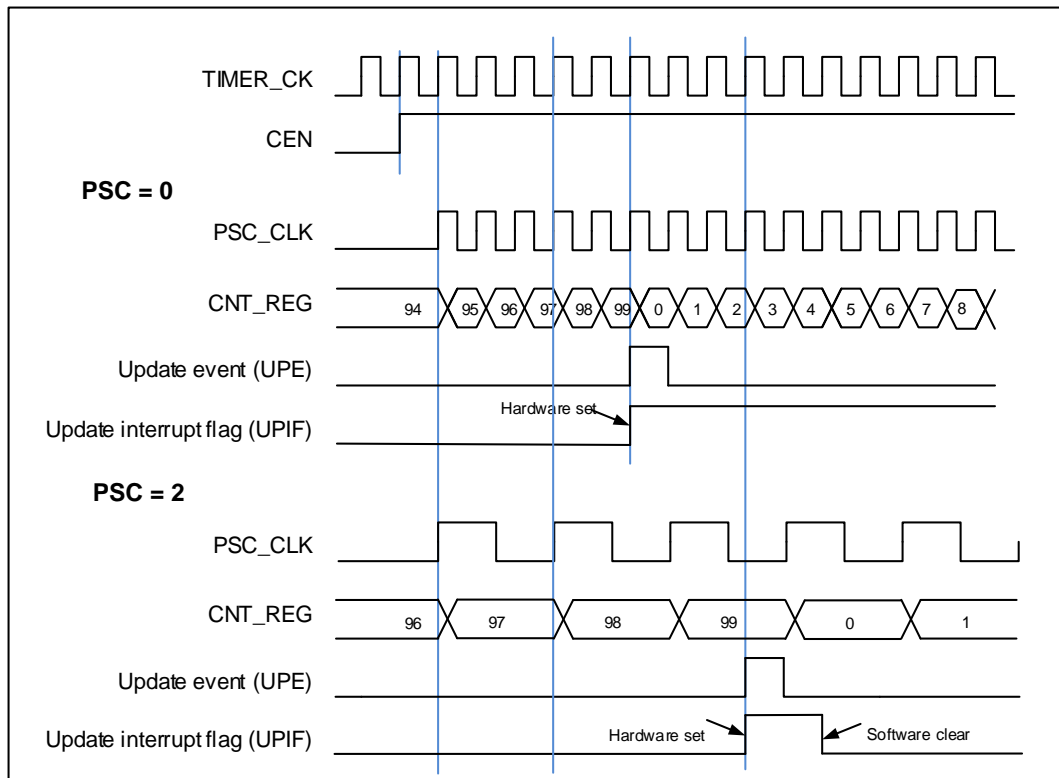 TIMER_CK
CEN
PSC = 0
PSC_CLK
CNT_REG 94 95 96 97 98 99 0 1 2 3 4 5 6 7 8
Update event (UPE)
Hardware set
Update interrupt flag (UPIF)
PSC = 2
PSC_CLK
CNT_REG 96 97 98 99 0 1
Update event (UPE)
Update interrupt flag (UPIF) Hardware set Software clear